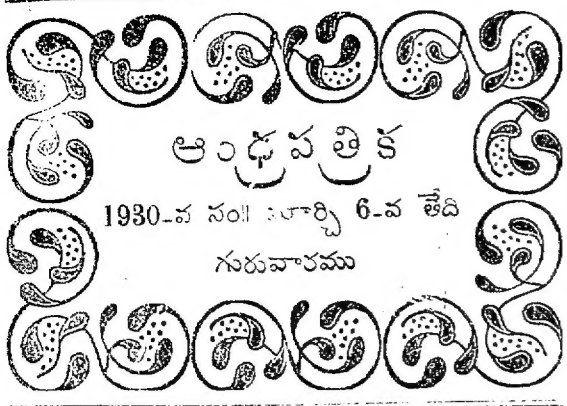 ఆంధ్రపత్రిక
1930-వ సం॥ మార్చి 6-వ తేది
గురువారము